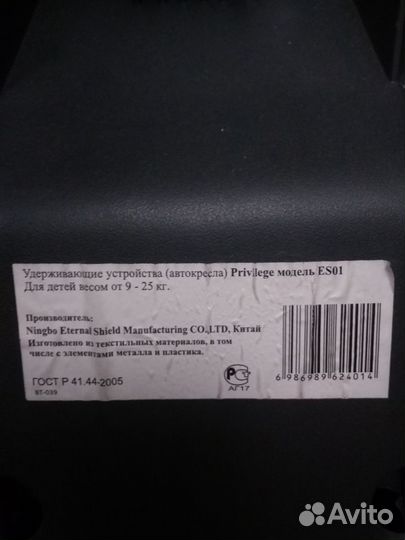 Удерживающие устройства (автокресла) Privilege модель ES01
Для детей весом от 9 - 25 кг.
Производитель:
Ningbo Eternal Shield Manufacturing CO.,LTD, Китай
Изготовлено из текстильных материалов, в том
числе с элементами металла и пластика.
ГОСТ Р 41.44-2005
87-039
АГ17
6 986989 624014
Avito